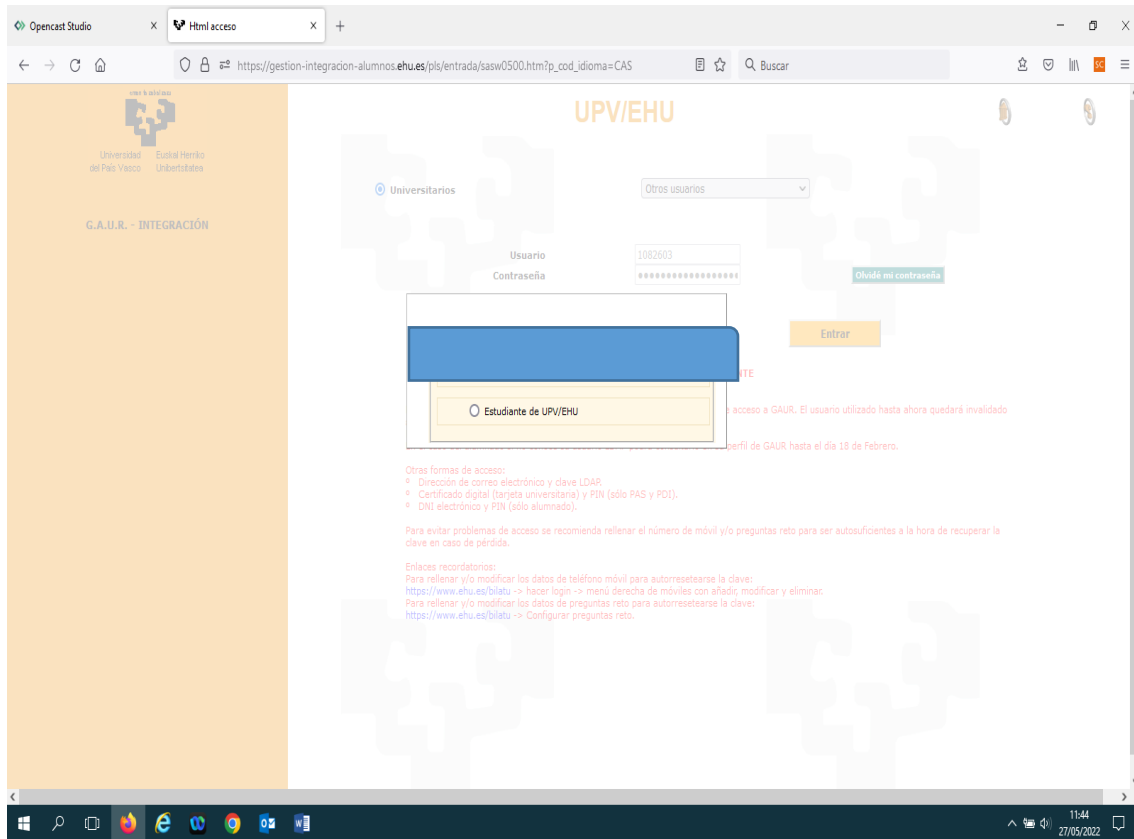 Opencast Studio
Html acceso
https://gestion-integracion-alumnos.ehu.es/pls/entrada/sasw0500.htm?p_cod_idioma=CAS
Buscar
SC
Universidad del País Vasco
Euskal Herriko Unibertsitatea
G.A.U.R. - INTEGRACIÓN
UPV/EHU
Universitarios
Otros usuarios
Usuario
1082603
Contraseña
Olvidé mi contraseña
Entrar
NTE
Estudiante de UPV/EHU
acceso a GAUR. El usuario utilizado hasta ahora quedará invalidado
perfil de GAUR hasta el día 18 de Febrero.
Otras formas de acceso:
º Dirección de correo electrónico y clave LDAP.
º Certificado digital (tarjeta universitaria) y PIN (sólo PAS y PDI).
º DNI electrónico y PIN (sólo alumnado).
Para evitar problemas de acceso se recomienda rellenar el número de móvil y/o preguntas reto para ser autosuficientes a la hora de recuperar la
clave en caso de pérdida.
Enlaces recordatorios:
Para rellenar y/o modificar los datos de teléfono móvil para autorresetearse la clave:
https://www.ehu.es/bilatu -> hacer login -> menú derecha de móviles con añadir, modificar y eliminar.
Para rellenar y/o modificar los datos de preguntas reto para autorresetearse la clave:
https://www.ehu.es/bilatu -> Configurar preguntas reto.
11:44
27/05/2022